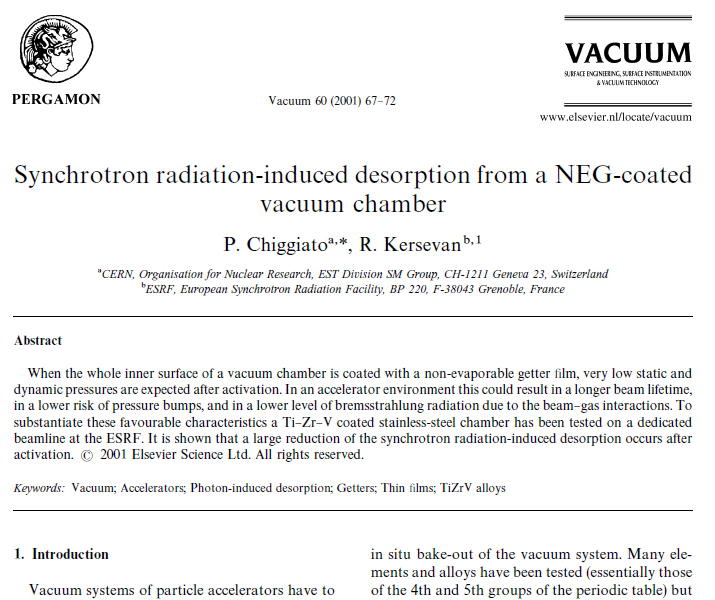 PERGAMON
Vacuum 60 (2001) 67–72
VACUUM
SURFACE ENGINEERING, SURFACE INSTRUMENTATION
& VACUUM TECHNOLOGY
www.elsevier.nl/locate/vacuum
Synchrotron radiation-induced desorption from a NEG-coated
vacuum chamber
P. Chiggiatoᵃ,*, R. Kersevanᵇ,¹
ᵃCERN, Organisation for Nuclear Research, EST Division SM Group, CH-1211 Geneva 23, Switzerland
ᵇESRF, European Synchrotron Radiation Facility, BP 220, F-38043 Grenoble, France
Abstract
When the whole inner surface of a vacuum chamber is coated with a non-evaporable getter film, very low static and
dynamic pressures are expected after activation. In an accelerator environment this could result in a longer beam lifetime,
in a lower risk of pressure bumps, and in a lower level of bremsstrahlung radiation due to the beam–gas interactions. To
substantiate these favourable characteristics a Ti–Zr–V coated stainless-steel chamber has been tested on a dedicated
beamline at the ESRF. It is shown that a large reduction of the synchrotron radiation-induced desorption occurs after
activation. © 2001 Elsevier Science Ltd. All rights reserved.
Keywords: Vacuum; Accelerators; Photon-induced desorption; Getters; Thin films; TiZrV alloys
1. Introduction
Vacuum systems of particle accelerators have to
in situ bake-out of the vacuum system. Many ele-
ments and alloys have been tested (essentially those
of the 4th and 5th groups of the periodic table) but